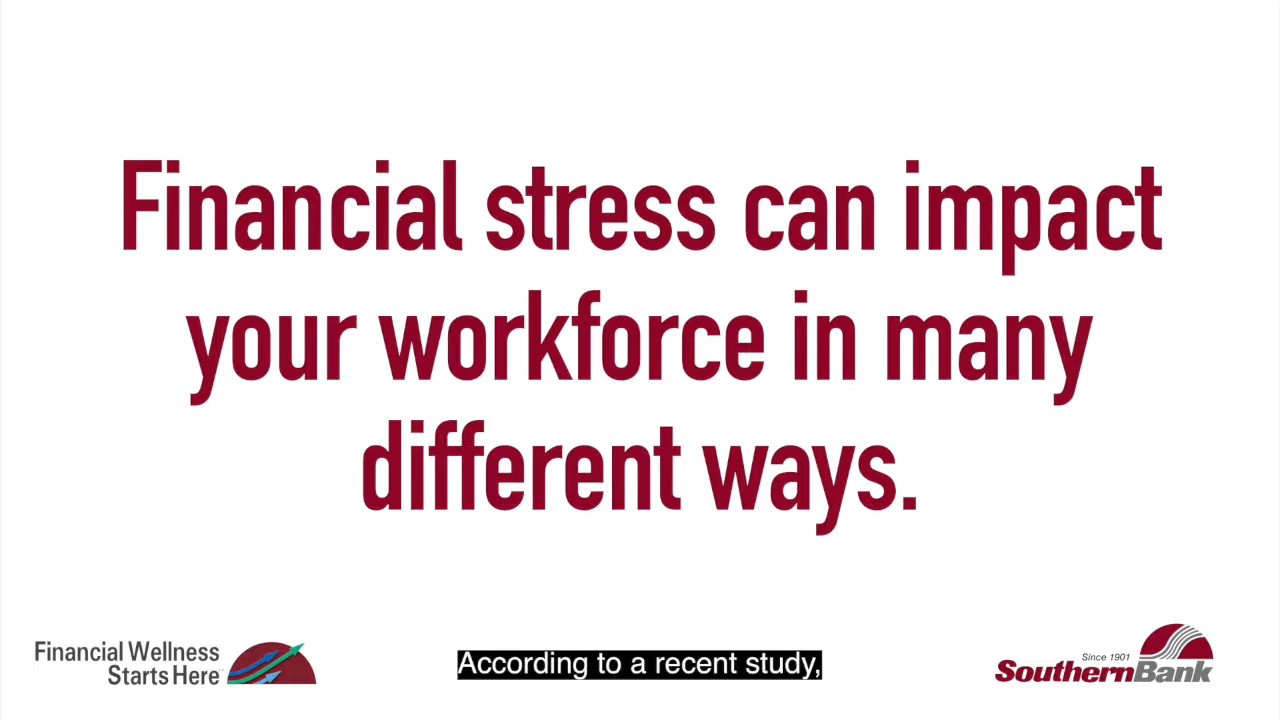 Financial stress can impact
your workforce in many
different ways.
Financial Wellness
Starts Here
According to a recent study,
Since 1901
SouthernBank